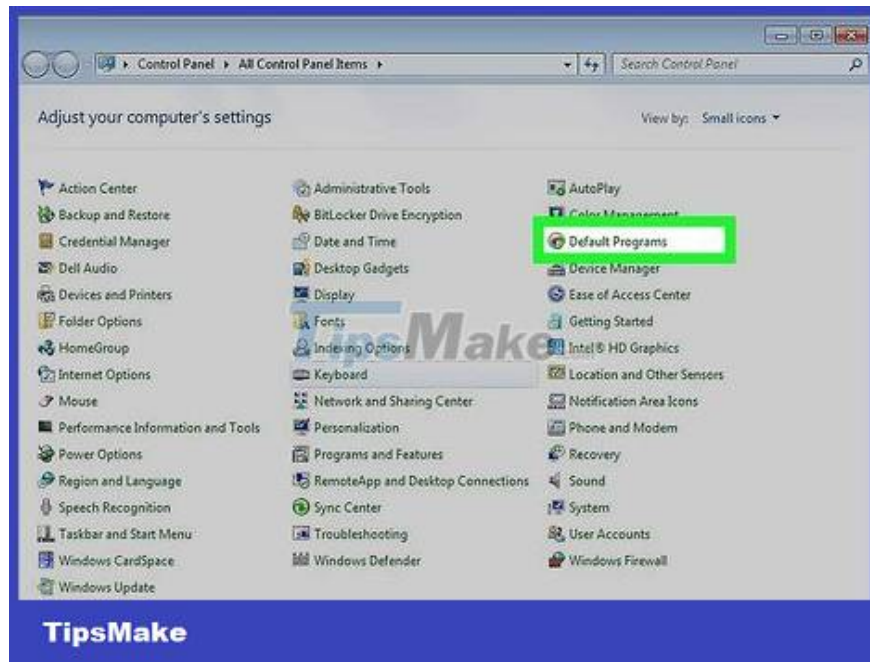 Control Panel All Control Panel Items Search Control Panel
Adjust your computer's settings
View by: Small icons
Action Center Administrative Tools AutoPlay
Backup and Restore BitLocker Drive Encryption Color Management
Credential Manager Date and Time Default Programs
Dell Audio Desktop Gadgets Device Manager
Devices and Printers Display Ease of Access Center
Folder Options Fonts Getting Started
HomeGroup Indexing Options Intel® HD Graphics
Internet Options Keyboard Location and Other Sensors
Mouse Network and Sharing Center Notification Area Icons
Performance Information and Tools Personalization Phone and Modem
Power Options Programs and Features Recovery
Region and Language RemoteApp and Desktop Connections Sound
Speech Recognition Sync Center System
Taskbar and Start Menu Troubleshooting User Accounts
Windows CardSpace Windows Defender Windows Firewall
Windows Update
TipsMake
TipsMake